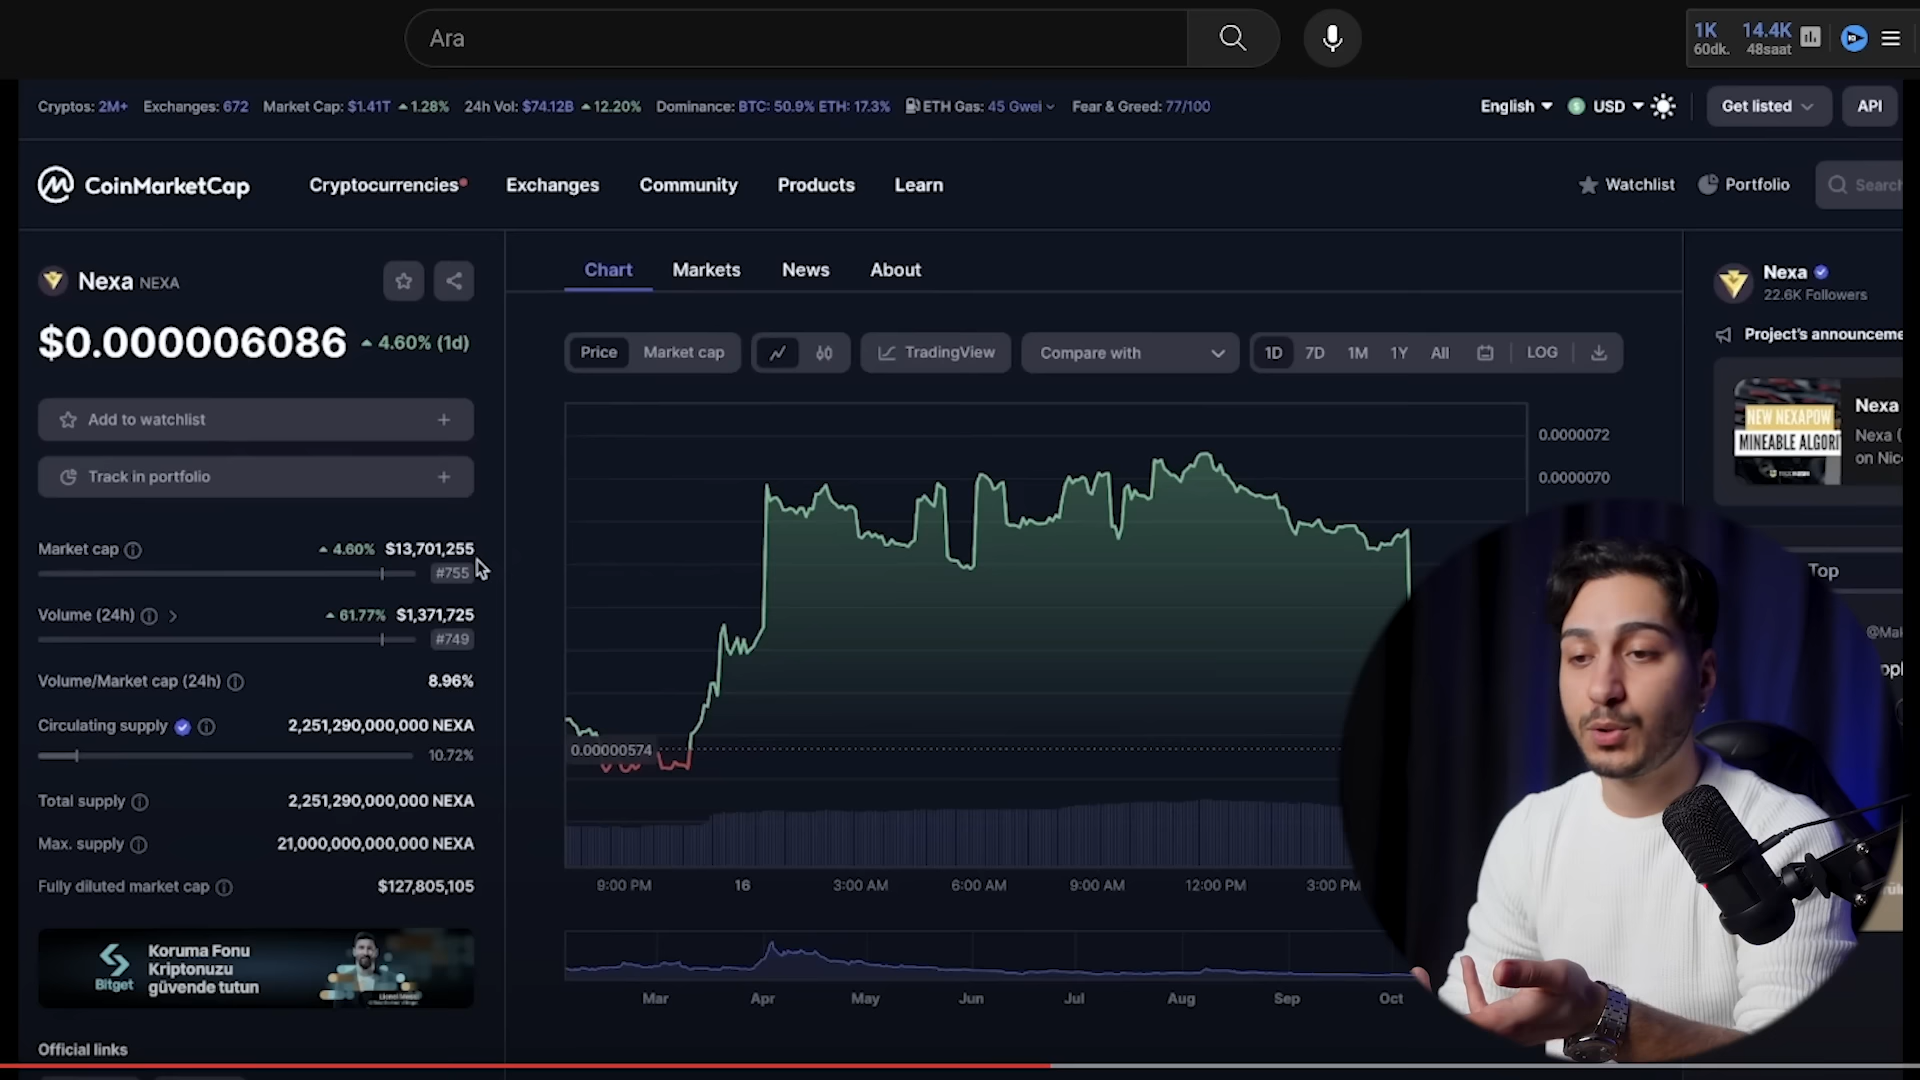 Ara
1K 14.4K
60dk. 48saat
Cryptos: 2M+ Exchanges: 672 Market Cap: $1.41T 1.28% 24h Vol: $74.12B 12.20% Dominance: BTC: 50.9% ETH: 17.3% ETH Gas: 45 Gwei Fear & Greed: 77/100
English USD Get listed API
CoinMarketCap Cryptocurrencies Exchanges Community Products Learn
Watchlist Portfolio Search
Nexa NEXA
$0.000006086 4.60% (1d)
Add to watchlist +
Track in portfolio +
Market cap 4.60% $13,701,255
#755
Volume (24h) 61.77% $1,371,725
#749
Volume/Market cap (24h) 8.96%
Circulating supply 2,251,290,000,000 NEXA
10.72%
Total supply 2,251,290,000,000 NEXA
Max. supply 21,000,000,000,000 NEXA
Fully diluted market cap $127,805,105
Bitget
Koruma Fonu
Kriptonuzu
güvende tutun
Official links
Chart Markets News About
Price Market cap TradingView Compare with 1D 7D 1M 1Y All LOG
0.0000072
0.0000070
0.00000574
9:00 PM 16 3:00 AM 6:00 AM 9:00 AM 12:00 PM 3:00 PM
Mar Apr May Jun Jul Aug Sep Oct
Nexa
22.6K Followers
Project's announceme
NEW NEXAPOW
MINEABLE ALGORI
Nexa
Nexa (
on Nic
Top
@Ma